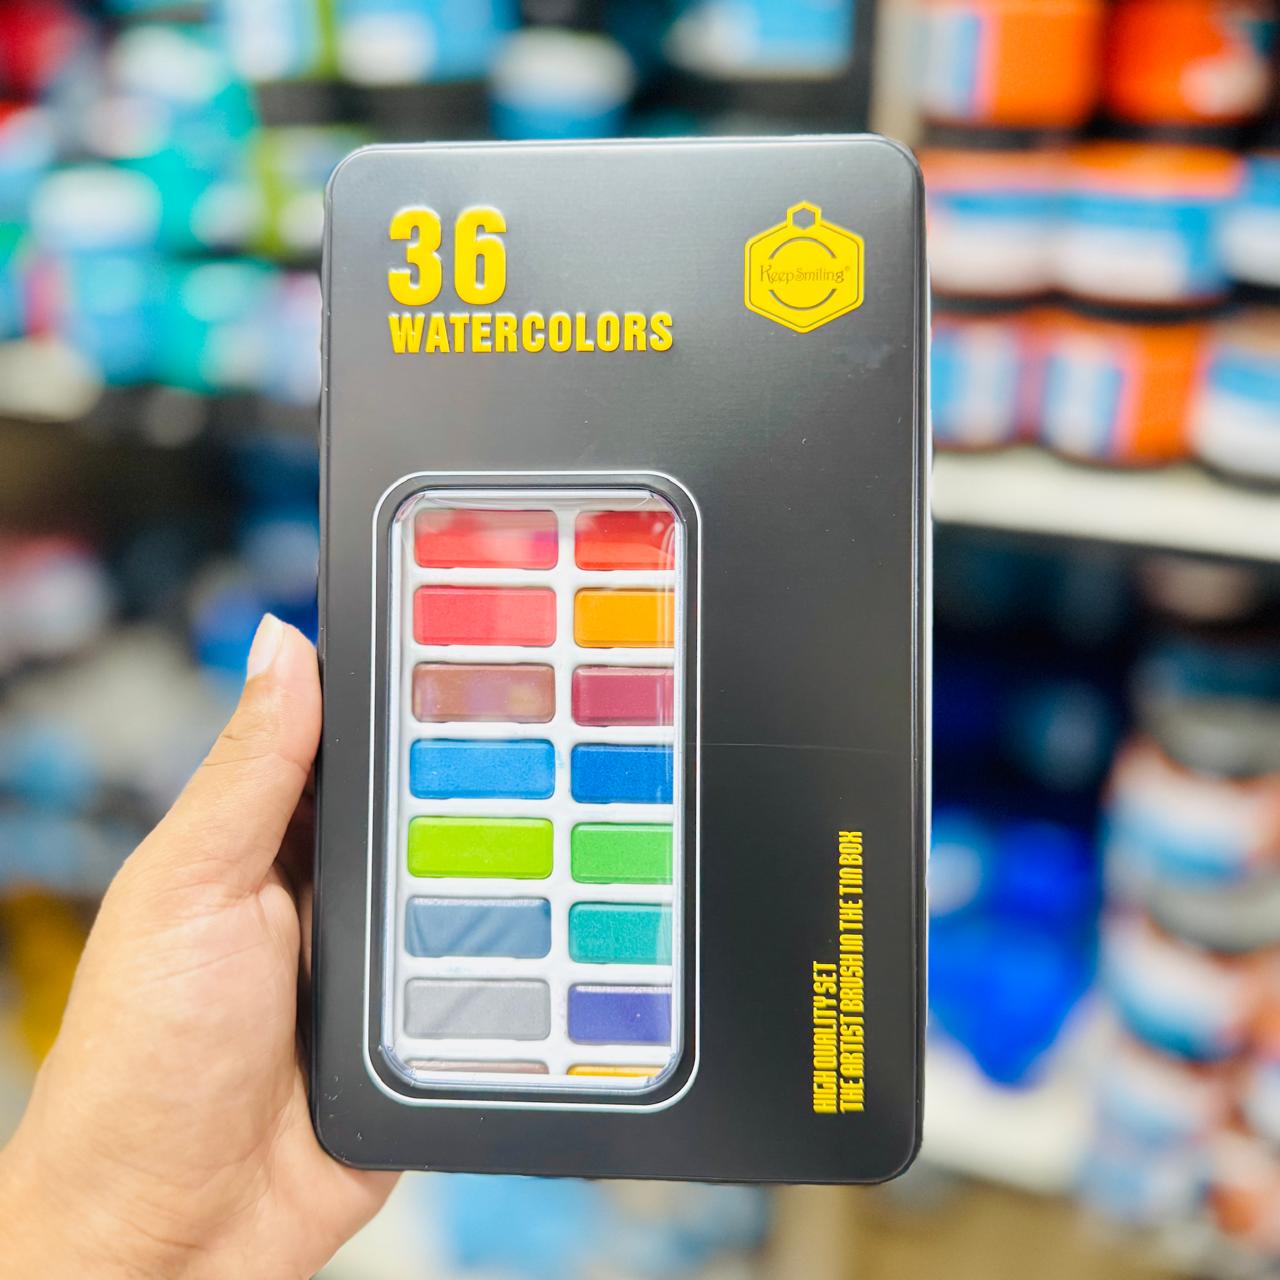 36
WATERCOLORS
KeepSmiling®
HIGH QUALITY SET
THE ARTIST BRUSH IN THE TIN BOX